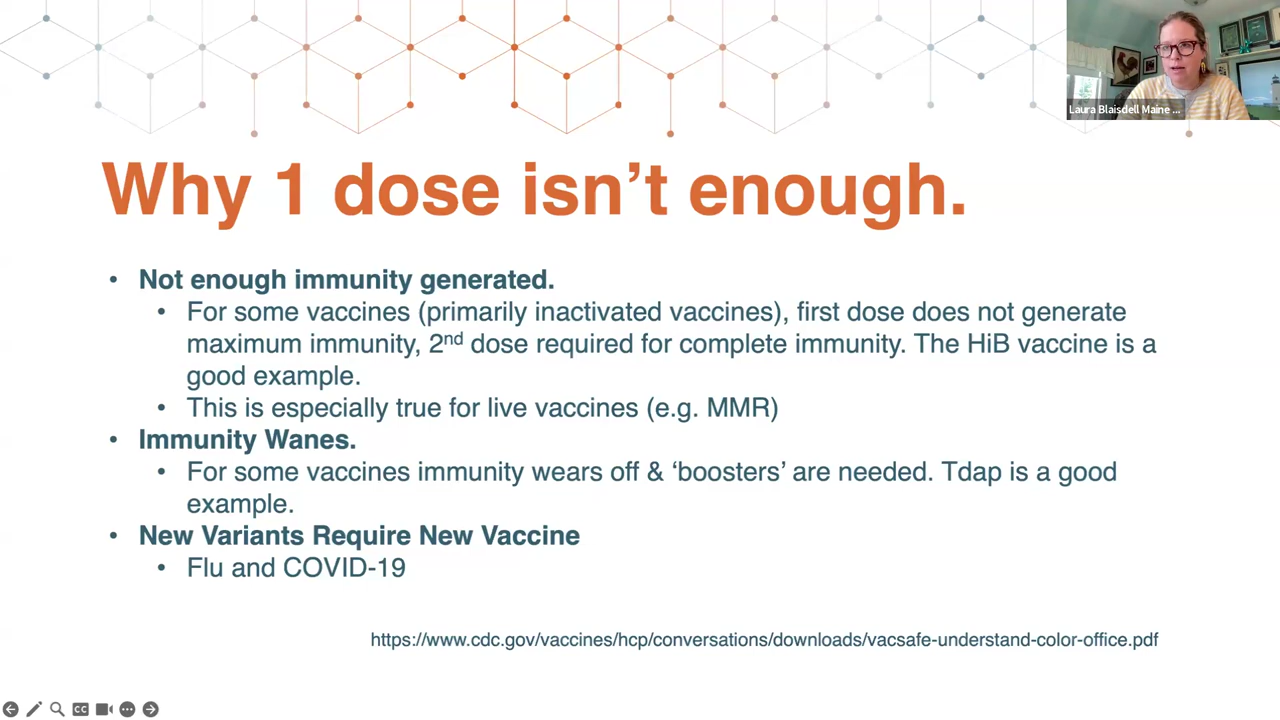 Laura Blaisdell Maine ...
Why 1 dose isn’t enough.
• Not enough immunity generated.
• For some vaccines (primarily inactivated vaccines), first dose does not generate
maximum immunity, 2nd dose required for complete immunity. The HiB vaccine is a
good example.
• This is especially true for live vaccines (e.g. MMR)
• Immunity Wanes.
• For some vaccines immunity wears off & ‘boosters’ are needed. Tdap is a good
example.
• New Variants Require New Vaccine
• Flu and COVID-19
https://www.cdc.gov/vaccines/hcp/conversations/downloads/vacsafe-understand-color-office.pdf
CC